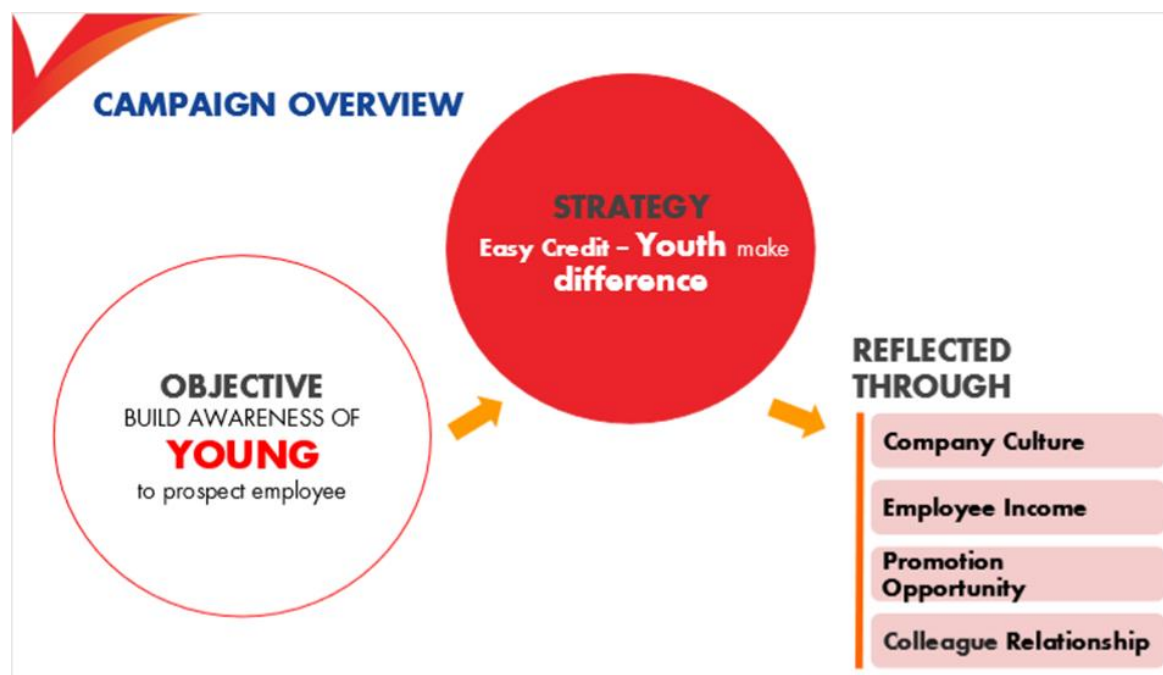 CAMPAIGN OVERVIEW
OBJECTIVE
BUILD AWARENESS OF
YOUNG
to prospect employee
STRATEGY
Easy Credit – Youth make
difference
REFLECTED
THROUGH
Company Culture
Employee Income
Promotion
Opportunity
Colleague Relationship